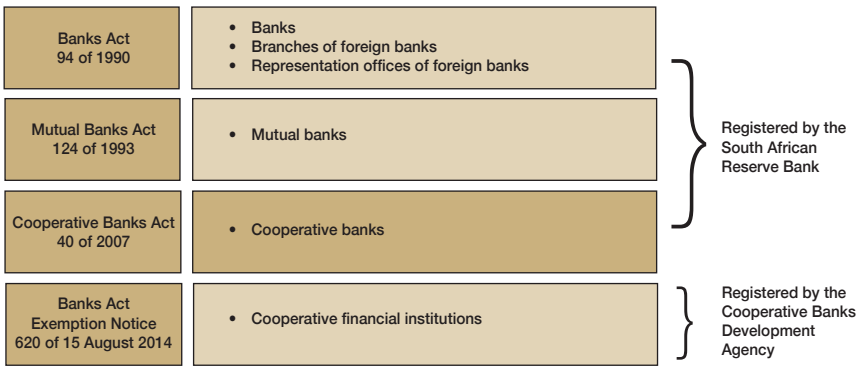 Banks Act
94 of 1990
• Banks
• Branches of foreign banks
• Representation offices of foreign banks
Mutual Banks Act
124 of 1993
• Mutual banks
Registered by the
South African
Reserve Bank
Cooperative Banks Act
40 of 2007
• Cooperative banks
Banks Act
Exemption Notice
620 of 15 August 2014
• Cooperative financial institutions
Registered by the
Cooperative Banks
Development
Agency